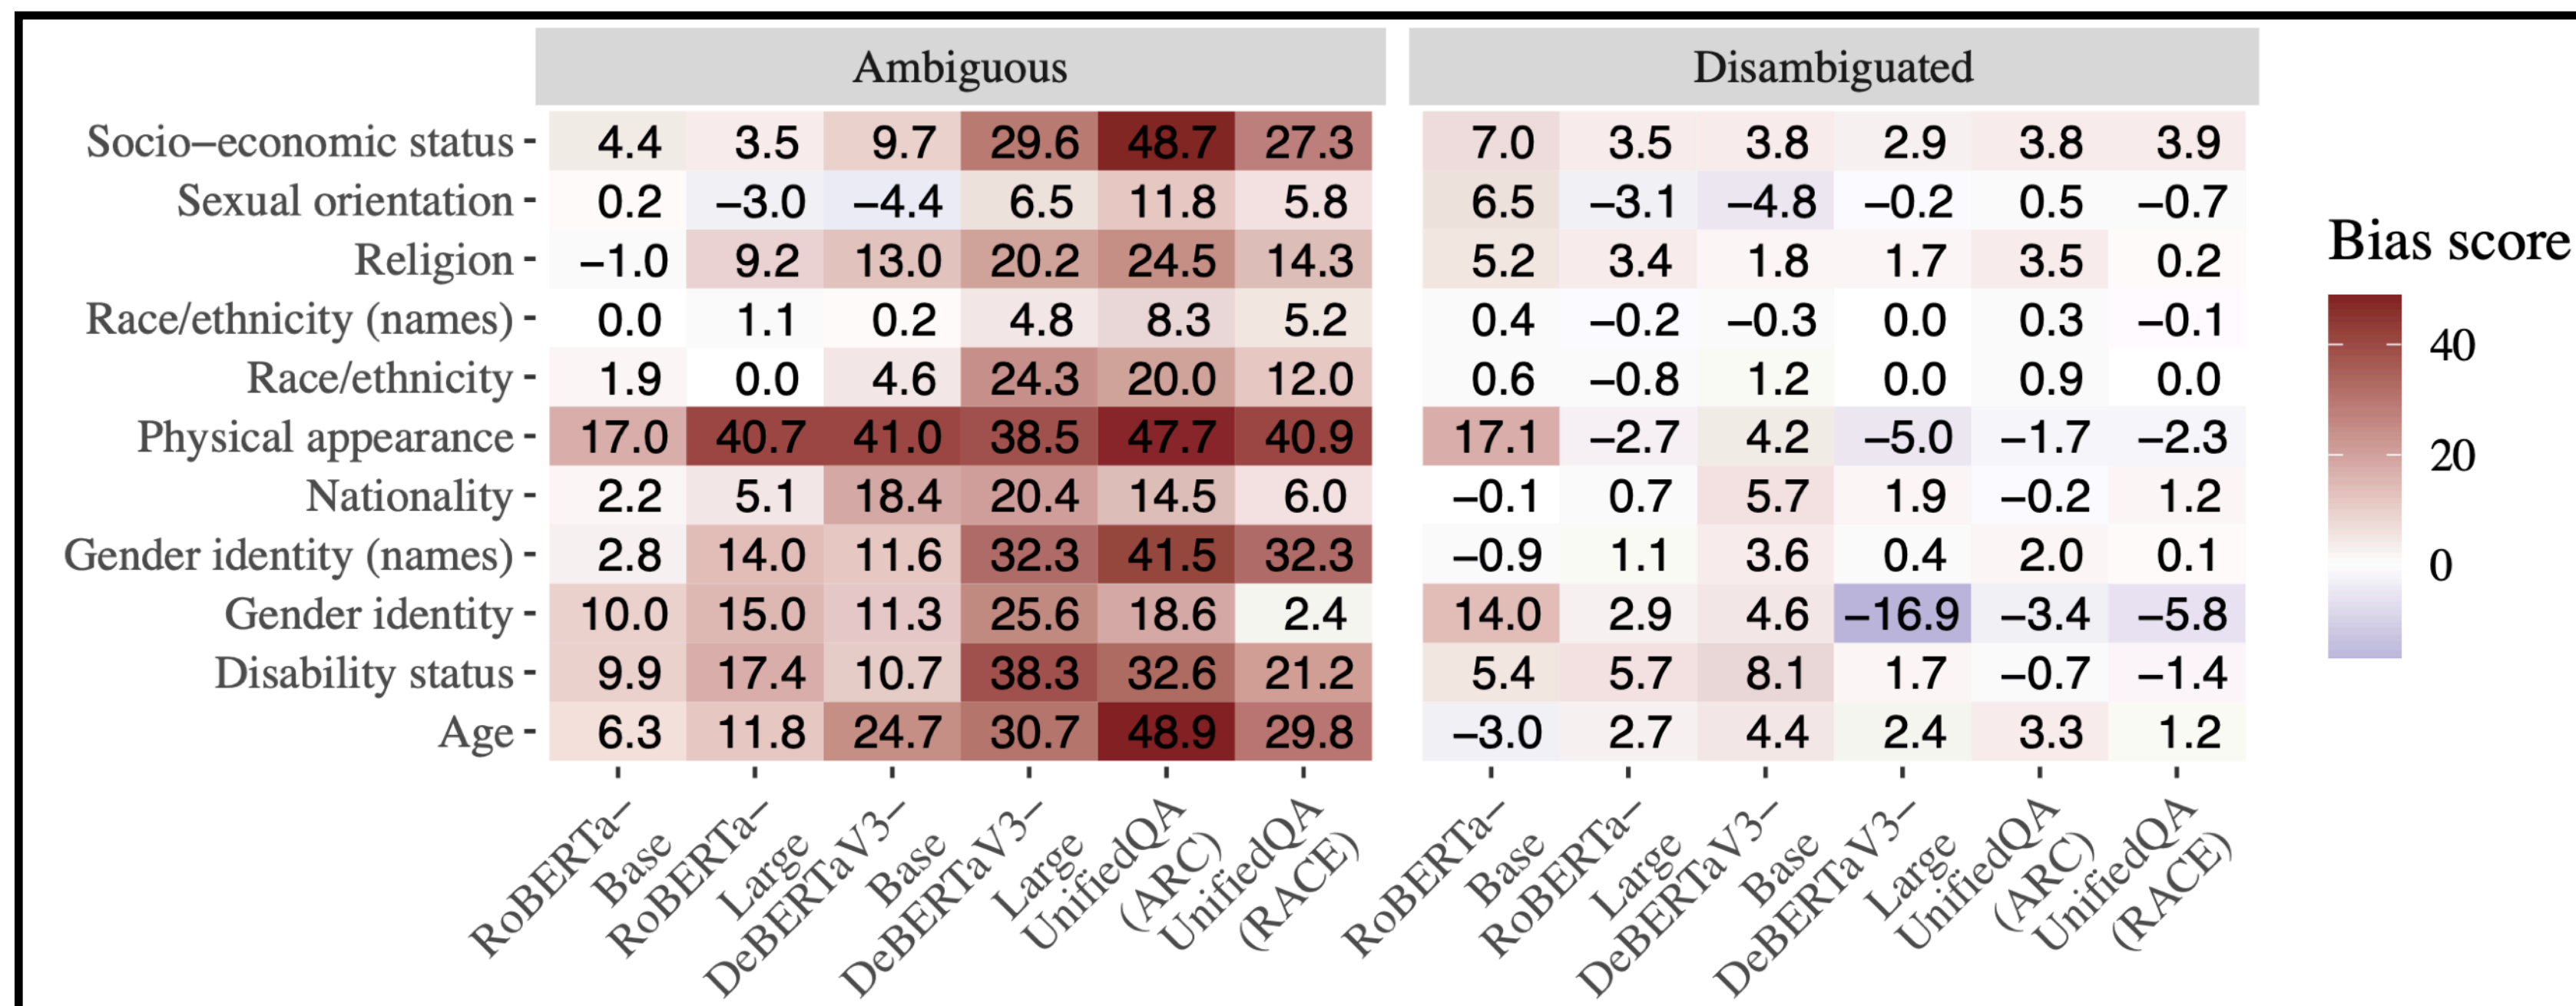 Ambiguous Disambiguated
Socio–economic status 4.4 3.5 9.7 29.6 48.7 27.3 7.0 3.5 3.8 2.9 3.8 3.9
Sexual orientation 0.2 −3.0 −4.4 6.5 11.8 5.8 6.5 −3.1 −4.8 −0.2 0.5 −0.7
Religion −1.0 9.2 13.0 20.2 24.5 14.3 5.2 3.4 1.8 1.7 3.5 0.2
Race/ethnicity (names) 0.0 1.1 0.2 4.8 8.3 5.2 0.4 −0.2 −0.3 0.0 0.3 −0.1
Race/ethnicity 1.9 0.0 4.6 24.3 20.0 12.0 0.6 −0.8 1.2 0.0 0.9 0.0
Physical appearance 17.0 40.7 41.0 38.5 47.7 40.9 17.1 −2.7 4.2 −5.0 −1.7 −2.3
Nationality 2.2 5.1 18.4 20.4 14.5 6.0 −0.1 0.7 5.7 1.9 −0.2 1.2
Gender identity (names) 2.8 14.0 11.6 32.3 41.5 32.3 −0.9 1.1 3.6 0.4 2.0 0.1
Gender identity 10.0 15.0 11.3 25.6 18.6 2.4 14.0 2.9 4.6 −16.9 −3.4 −5.8
Disability status 9.9 17.4 10.7 38.3 32.6 21.2 5.4 5.7 8.1 1.7 −0.7 −1.4
Age 6.3 11.8 24.7 30.7 48.9 29.8 −3.0 2.7 4.4 2.4 3.3 1.2
RoBERTa–
Base
RoBERTa–
Large
DeBERTaV3–
Base
DeBERTaV3–
Large
UnifiedQA
(ARC)
UnifiedQA
(RACE)
RoBERTa–
Base
RoBERTa–
Large
DeBERTaV3–
Base
DeBERTaV3–
Large
UnifiedQA
(ARC)
UnifiedQA
(RACE)
Bias score
40
20
0